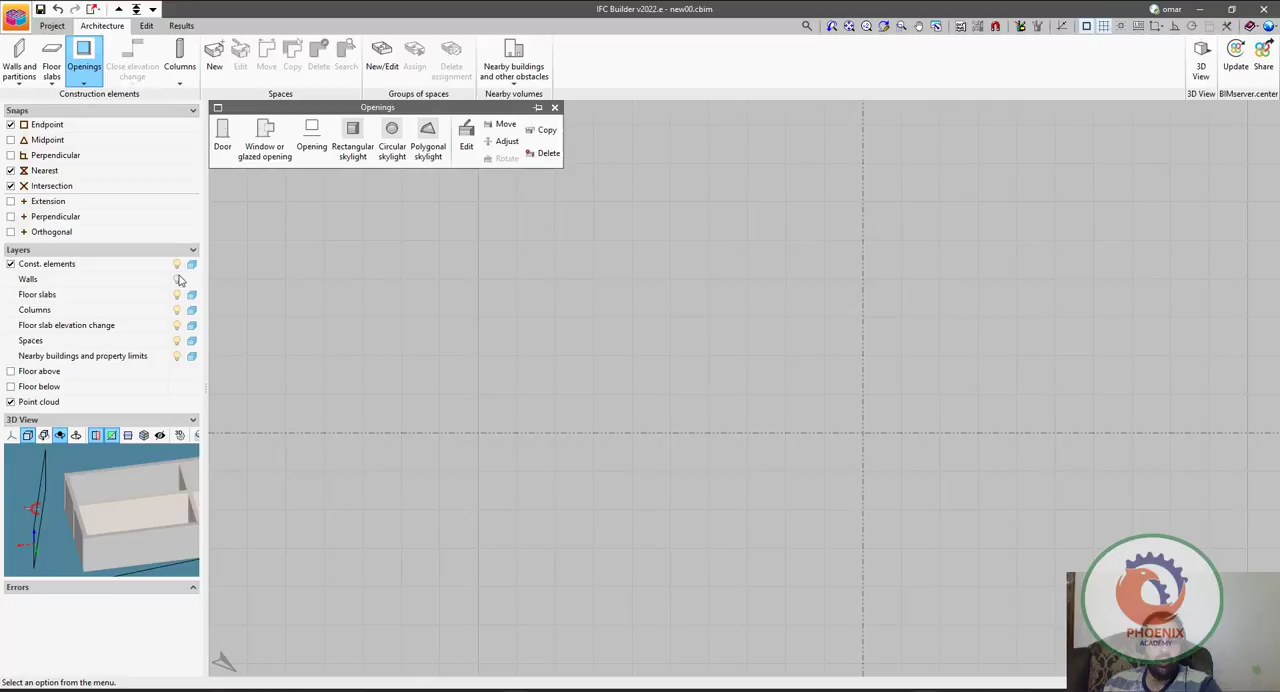 IFC Builder v2022.e - new00.cbim
omar
Project
Architecture
Edit
Results
Walls and partitions
Floor slabs
Openings
Close elevation change
Columns
New
Edit
Move
Copy
Delete
Search
New/Edit
Assign
Delete assignment
Nearby buildings and other obstacles
3D View
Update
Share
Construction elements
Spaces
Groups of spaces
Nearby volumes
3D View
BIMserver.center
Snaps
Endpoint
Midpoint
Perpendicular
Nearest
Intersection
Extension
Perpendicular
Orthogonal
Layers
Const. elements
Walls
Floor slabs
Columns
Floor slab elevation change
Spaces
Nearby buildings and property limits
Floor above
Floor below
Point cloud
3D View
Errors
Openings
Door
Window or glazed opening
Opening
Rectangular skylight
Circular skylight
Polygonal skylight
Edit
Move
Adjust
Rotate
Copy
Delete
PHOENIX
ACADEMY
Select an option from the menu.